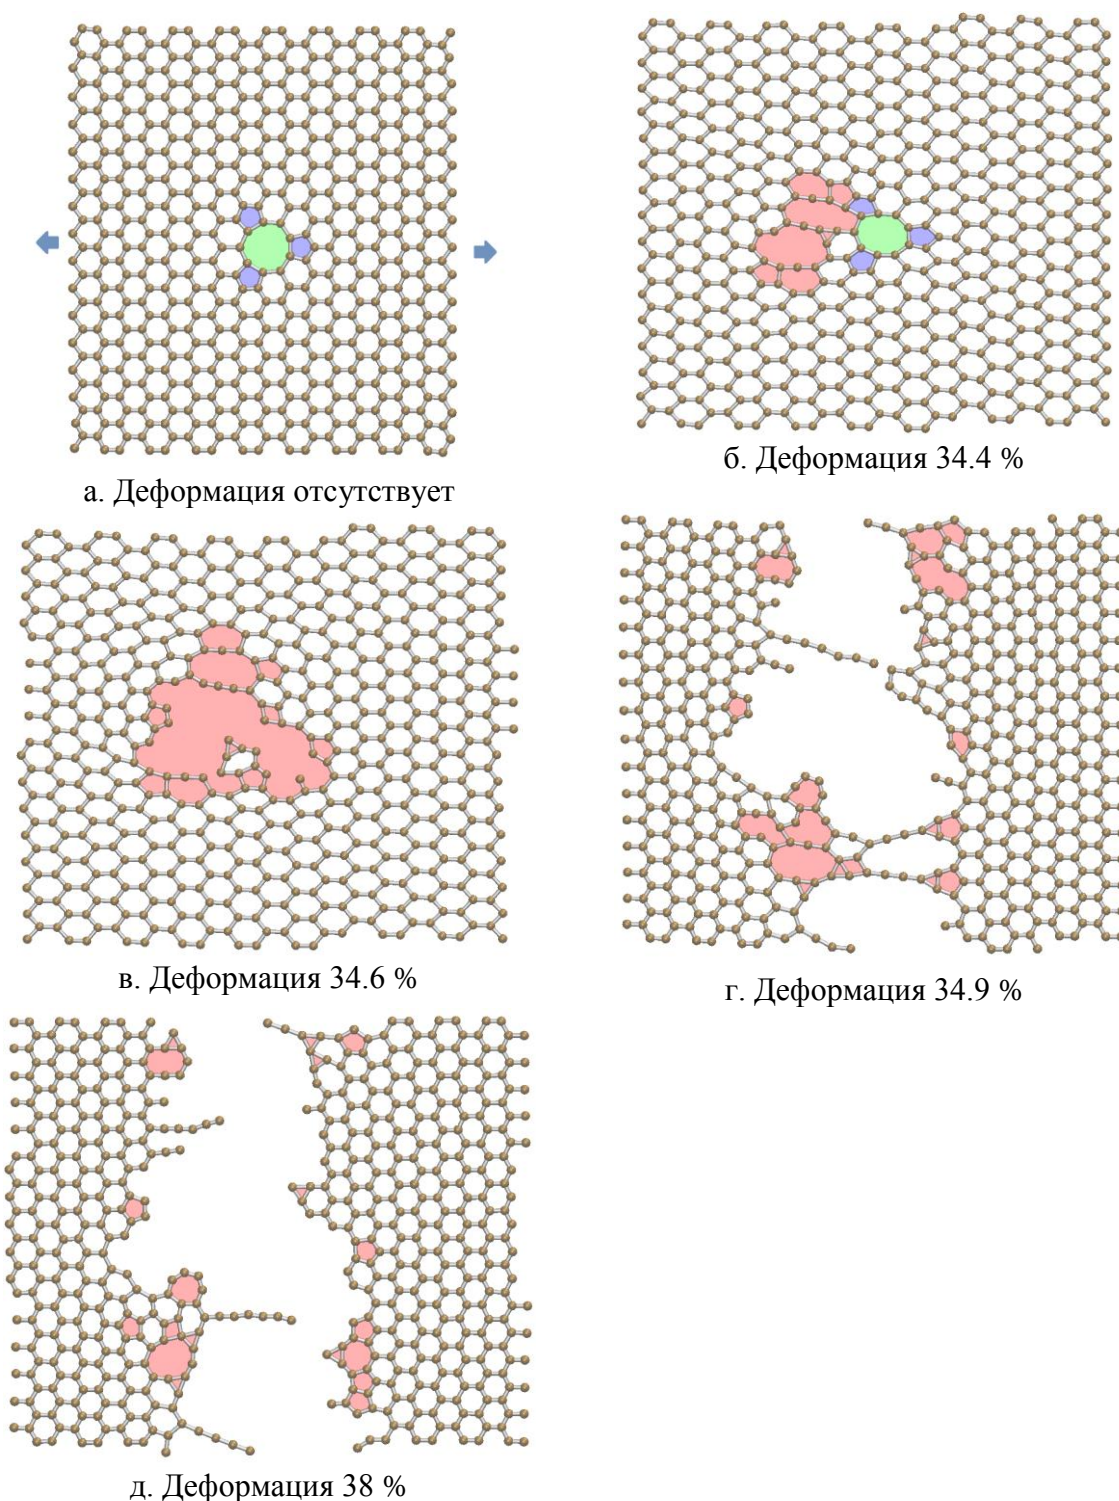 а. Деформация отсутствует
б. Деформация 34.4 %
в. Деформация 34.6 %
г. Деформация 34.9 %
д. Деформация 38 %